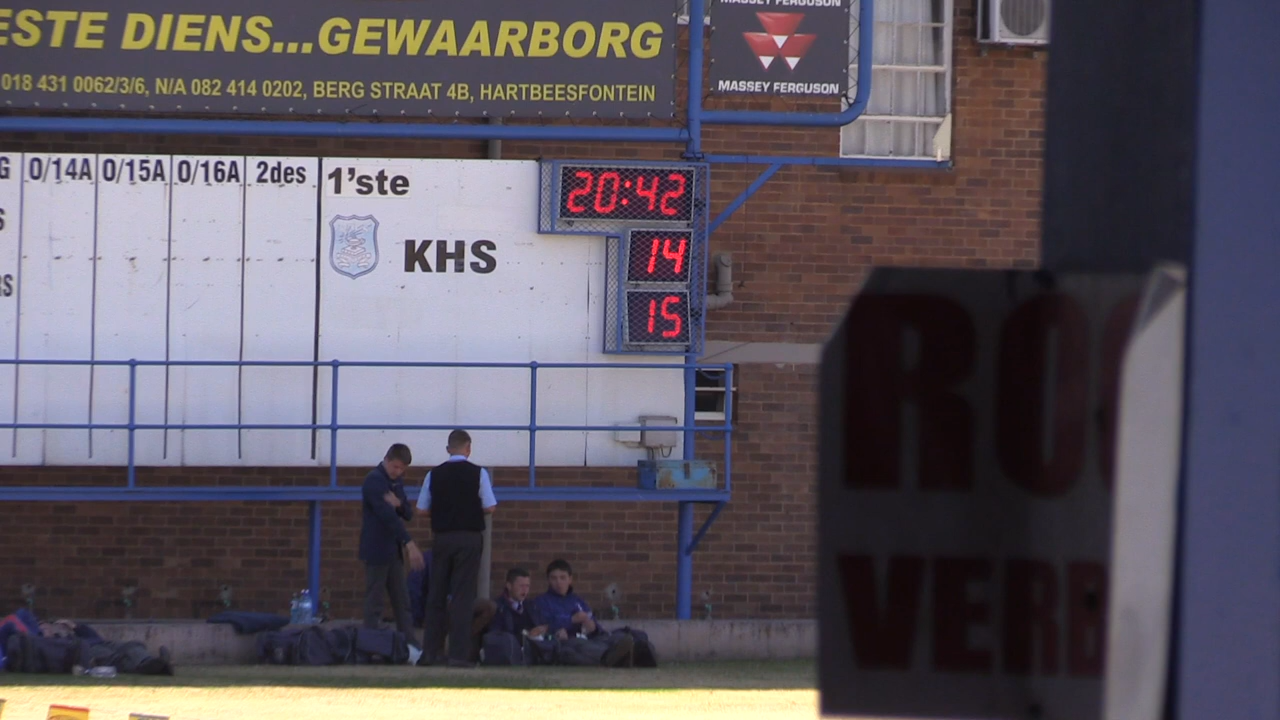 ESTE DIENS...GEWAARBORG
018 431 0062/3/6, N/A 082 414 0202, BERG STRAAT 4B, HARTBEESFONTEIN
MASSEY FERGUSON
MASSEY FERGUSON
G 0/14A 0/15A 0/16A 2des 1'ste
KHS
20:42
14
15
RO
VERB